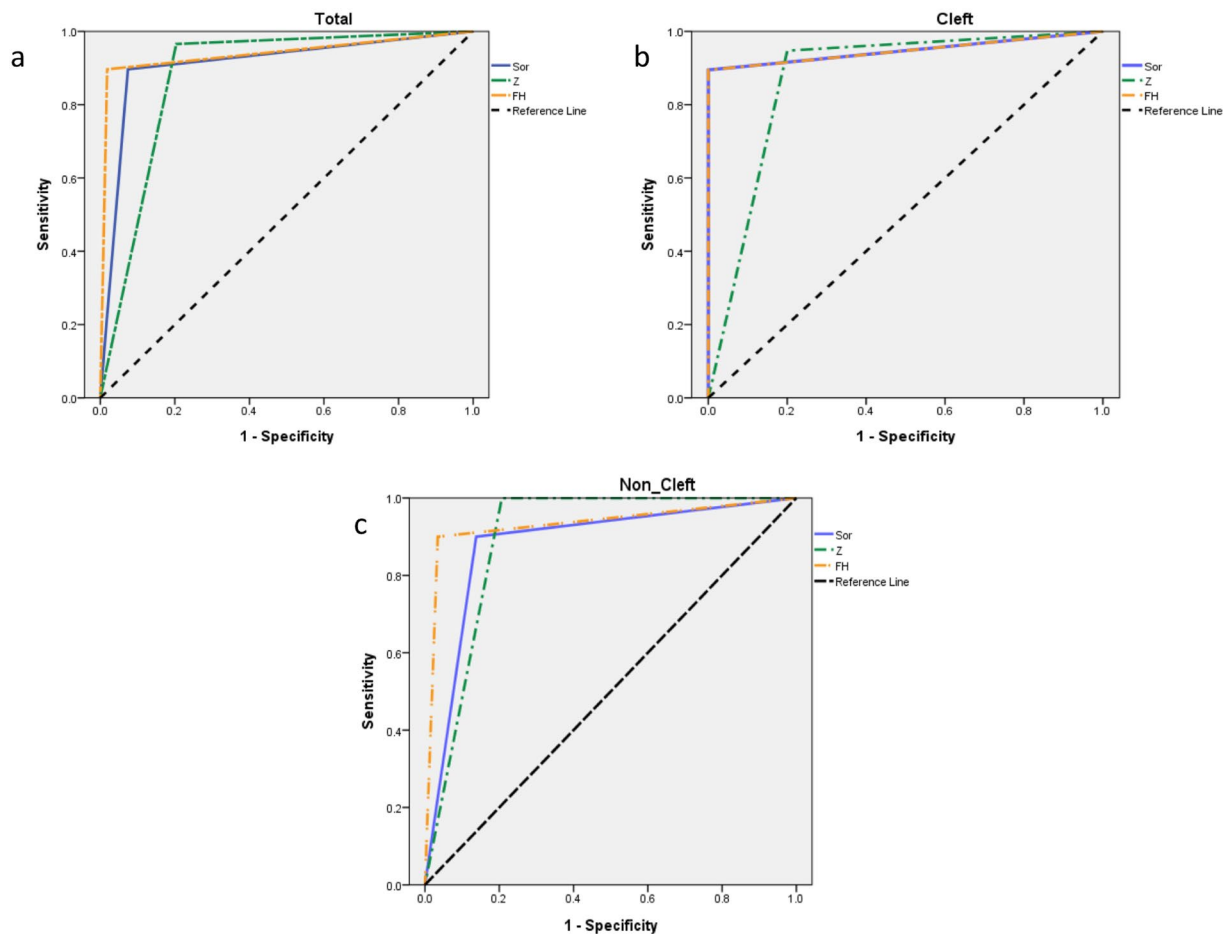 a
Total
1.0
0.8
0.6
0.4
0.2
0.0
Sensitivity
0.0 0.2 0.4 0.6 0.8 1.0
1 - Specificity
Sor
Z
FH
Reference Line
b
Cleft
1.0
0.8
0.6
0.4
0.2
0.0
Sensitivity
0.0 0.2 0.4 0.6 0.8 1.0
1 - Specificity
Sor
Z
FH
Reference Line
c
Non_Cleft
1.0
0.8
0.6
0.4
0.2
0.0
Sensitivity
0.0 0.2 0.4 0.6 0.8 1.0
1 - Specificity
Sor
Z
FH
Reference Line